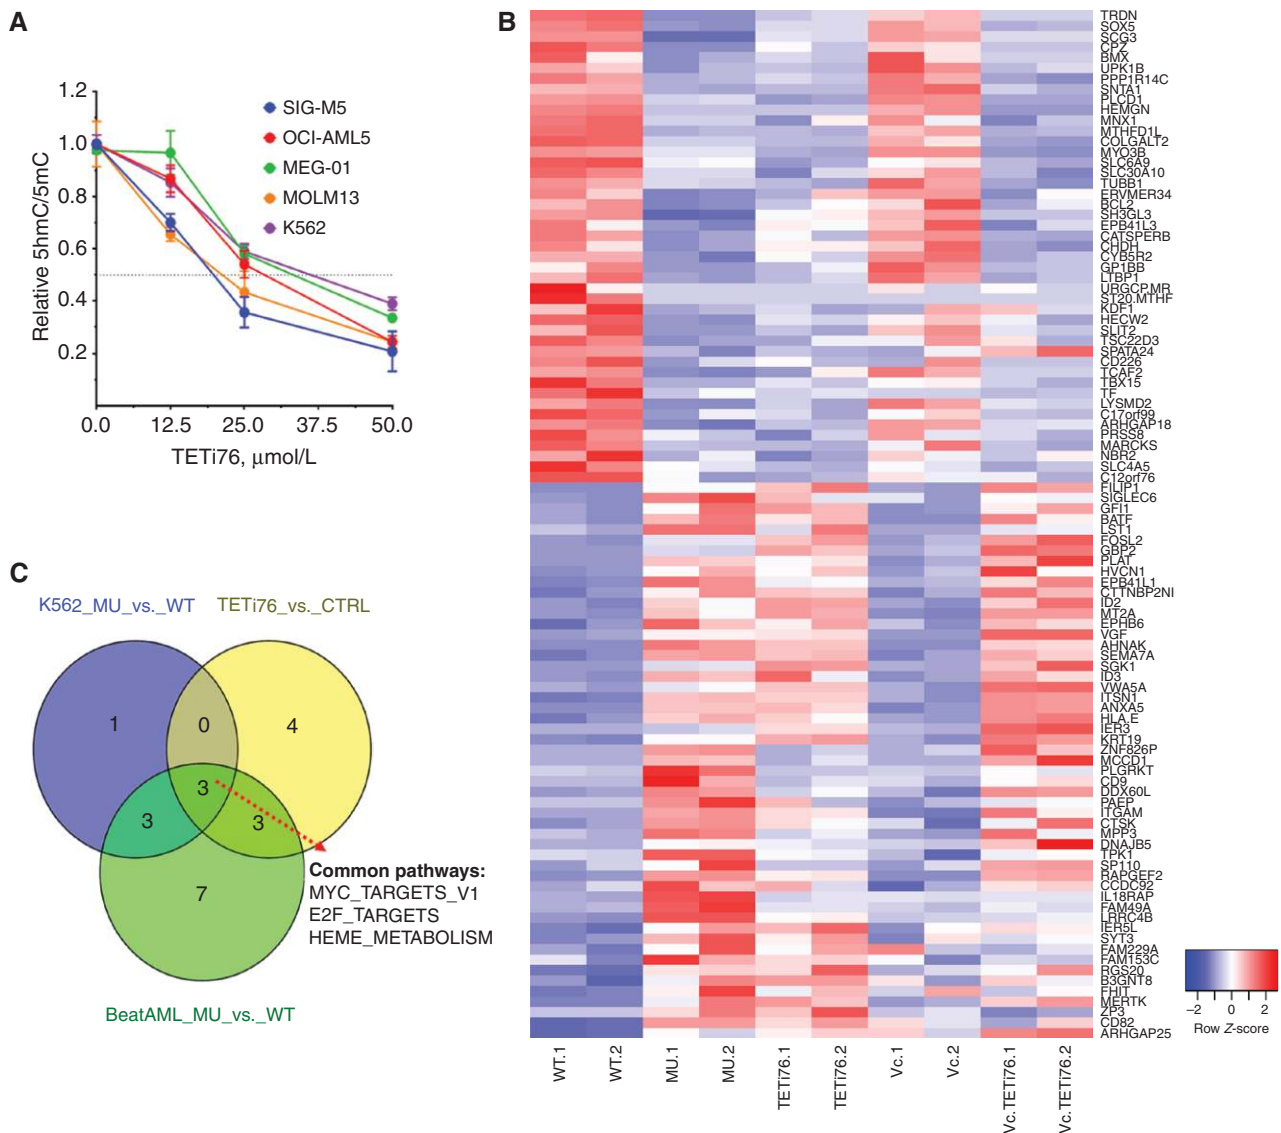 A
1.2
1.0
0.8
0.6
0.4
0.2
0.0
12.5
25.0
37.5
50.0
Relative 5hmC/5mC
TETi76, μmol/L
SIG-M5
OCI-AML5
MEG-01
MOLM13
K562
B
TRDN
SOX5
SCG3
CPZ
BMX
UPK1B
PPP1R14C
SNTA1
PLCD1
HEMGN
MNX1
MTHFD1L
COLGALT2
MYO3B
SLC6A9
SLC30A10
TUBB1
ERVMER34
BCL2
SH3GL3
EPB41L3
CATSPERB
CHDH
CYB5R2
GP1BB
LTBP1
URGCP.MR
ST20.MTHF
KDF1
HECW2
SLIT2
TSC22D3
SPATA24
CD226
TCAF2
TBX15
TF
LYSMD2
C17orf99
ARHGAP18
PRSS8
MARCKS
NBR2
SLC4A5
C12orf76
FILIP1
SIGLEC6
GFI1
BATF
LST1
FOSL2
GBP2
PLAT
HVCN1
EPB41L1
CTTNBP2NI
ID2
MT2A
EPHB6
VGF
AHNAK
SEMA7A
SGK1
ID3
VWA5A
ITSN1
ANXA5
HLA.E
IER3
KRT19
ZNF826P
MCCD1
PLGRKT
CD9
DDX60L
PAEP
ITGAM
CTSK
MPP3
DNAJB5
TPK1
SP110
RAPGEF2
CCDC92
IL18RAP
FAM49A
LRRC4B
IER5L
SYT3
FAM229A
FAM153C
RGS20
B3GNT8
FHIT
MERTK
ZP3
CD82
ARHGAP25
WT.1
WT.2
MU.1
MU.2
TETi76.1
TETi76.2
Vc.1
Vc.2
Vc.TETi76.1
Vc.TETi76.2
−2
0
2
Row Z-score
C
K562_MU_vs._WT
TETi76_vs._CTRL
1
0
4
3
3
3
7
Common pathways:
MYC_TARGETS_V1
E2F_TARGETS
HEME_METABOLISM
BeatAML_MU_vs._WT